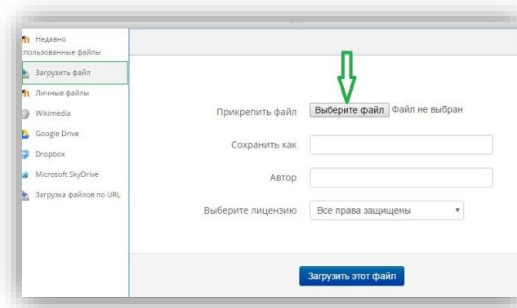 Недавно
использованные файлы
Загрузить файл
Личные файлы
Wikimedia
Google Drive
Dropbox
Microsoft SkyDrive
Загрузка файлов по URL
Прикрепить файл Выберите файл Файл не выбран
Сохранить как
Автор
Выберите лицензию Все права защищены
Загрузить этот файл